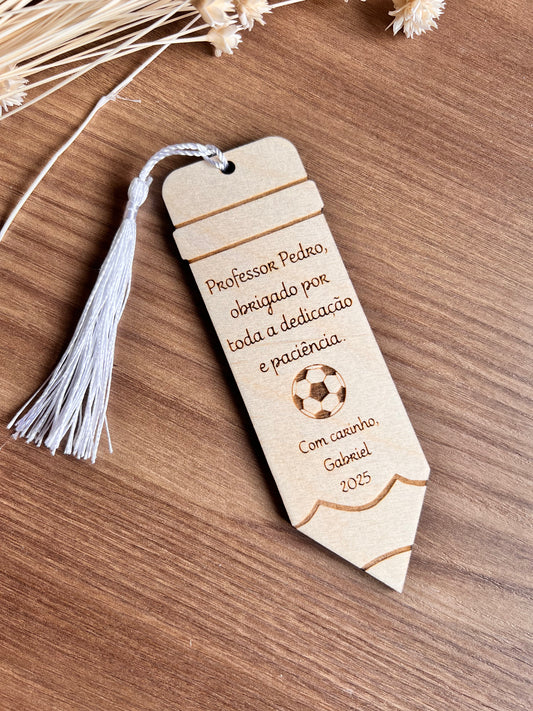 Professor Pedro,
obrigado por
toda a dedicação
e paciência.
Com carinho,
Gabriel
2025